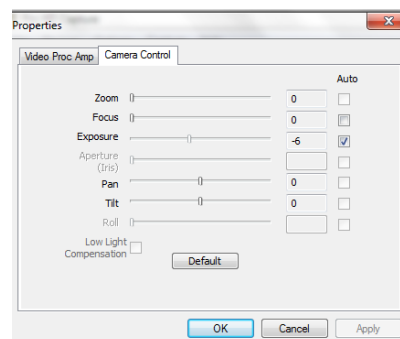 Properties
Video Proc Amp
Camera Control
Auto
Zoom 0
Focus 0
Exposure -6
Aperture
(Iris)
Pan 0
Tilt 0
Roll
Low Light
Compensation
Default
OK Cancel Apply